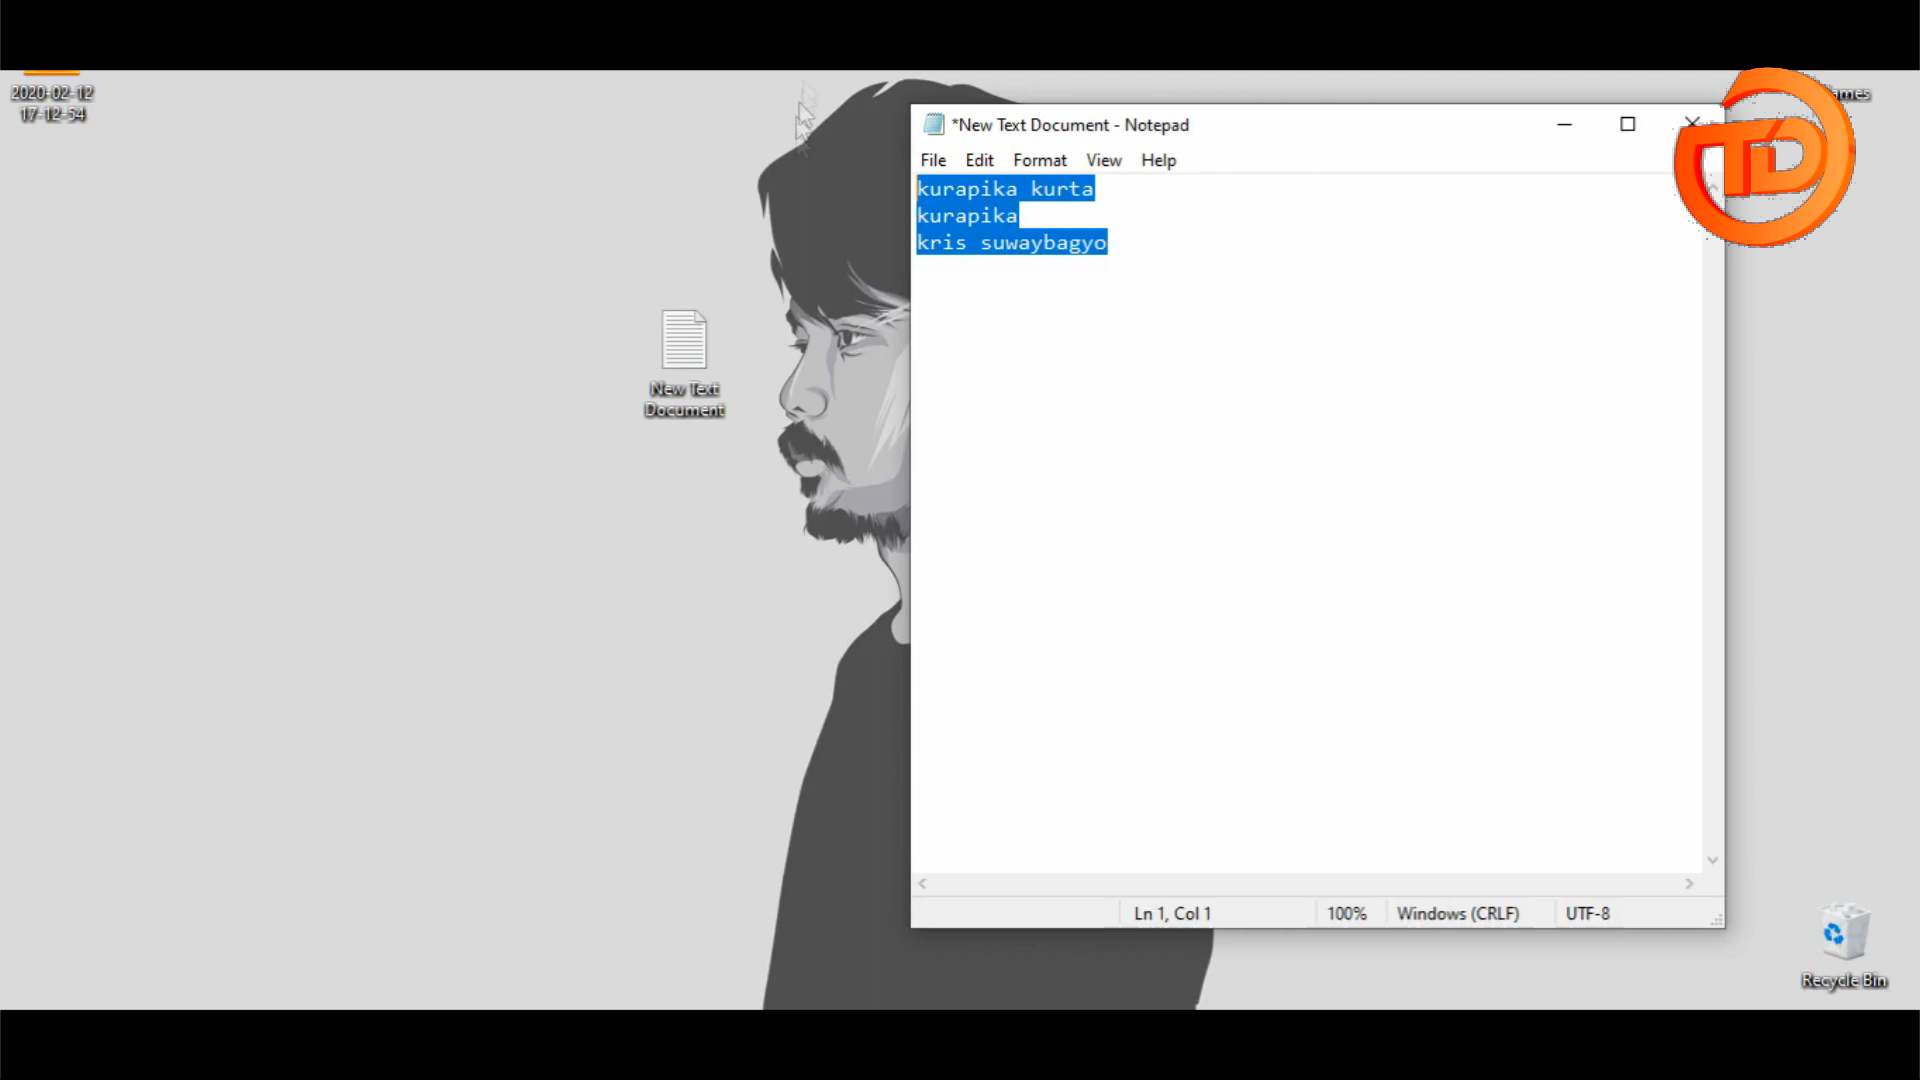 2020-02-12
17-12-54
New Text
Document
*New Text Document - Notepad
File Edit Format View Help
kurapika kurta
kurapika
kris suwaybagyo
Ln 1, Col 1 100% Windows (CRLF) UTF-8
TD
Recycle Bin